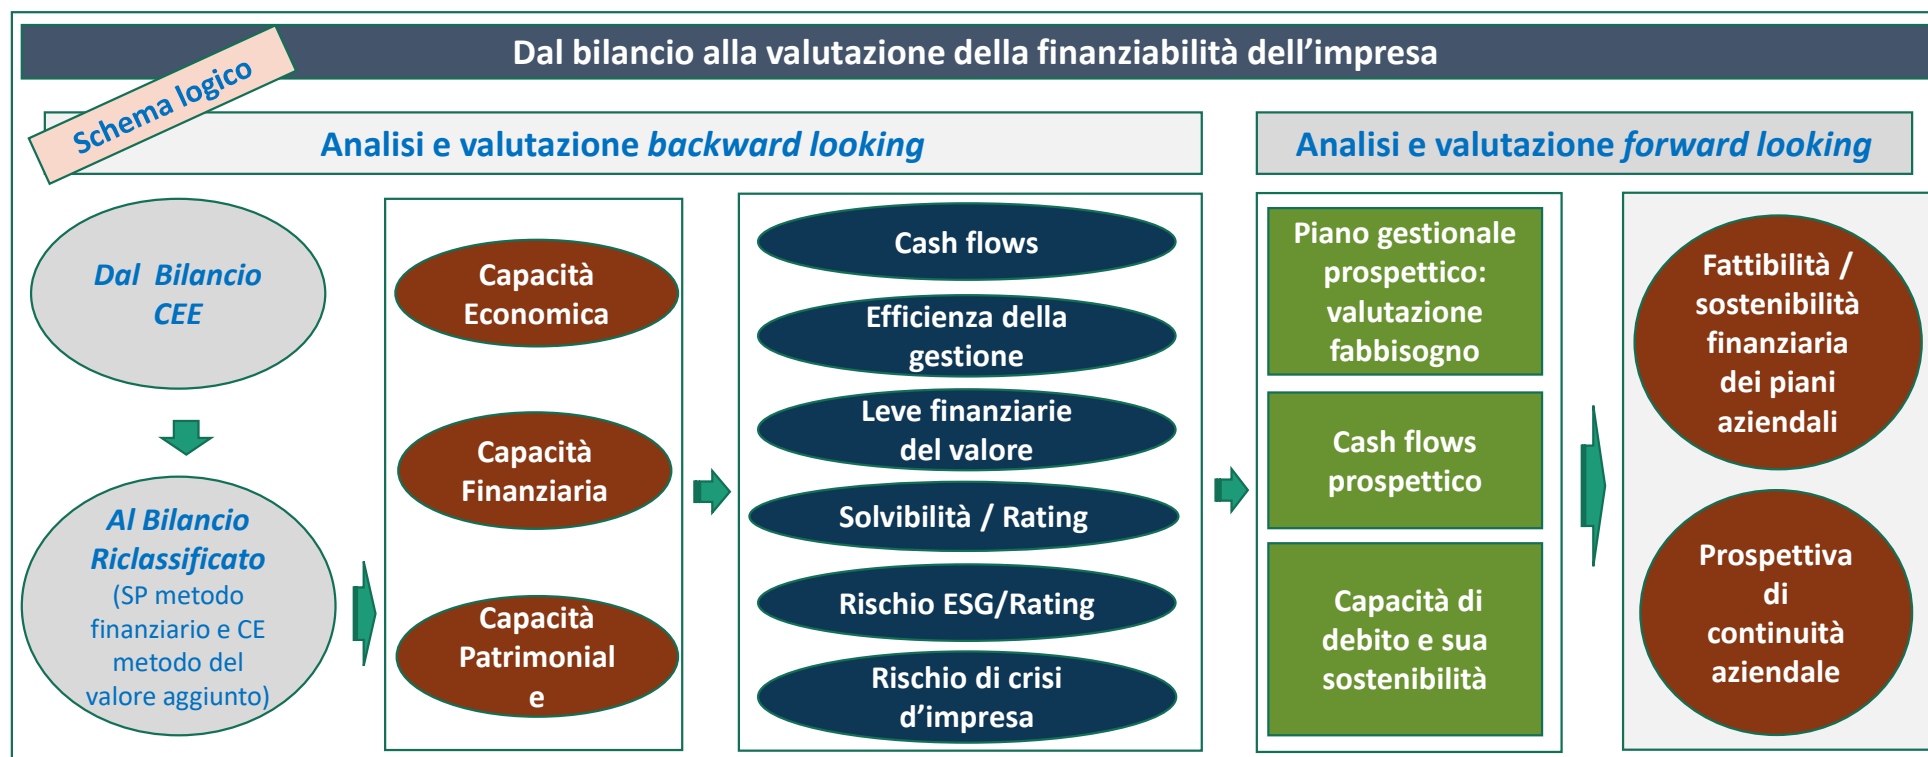 Dal bilancio alla valutazione della finanziabilità dell’impresa
Schema logico
Analisi e valutazione backward looking
Analisi e valutazione forward looking
Dal Bilancio
CEE
Al Bilancio
Riclassificato
(SP metodo
finanziario e CE
metodo del
valore aggiunto)
Capacità
Economica
Capacità
Finanziaria
Capacità
Patrimonial
e
Cash flows
Efficienza della
gestione
Leve finanziarie
del valore
Solvibilità / Rating
Rischio ESG/Rating
Rischio di crisi
d’impresa
Piano gestionale
prospettico:
valutazione
fabbisogno
Cash flows
prospettico
Capacità di
debito e sua
sostenibilità
Fattibilità /
sostenibilità
finanziaria
dei piani
aziendali
Prospettiva
di
continuità
aziendale